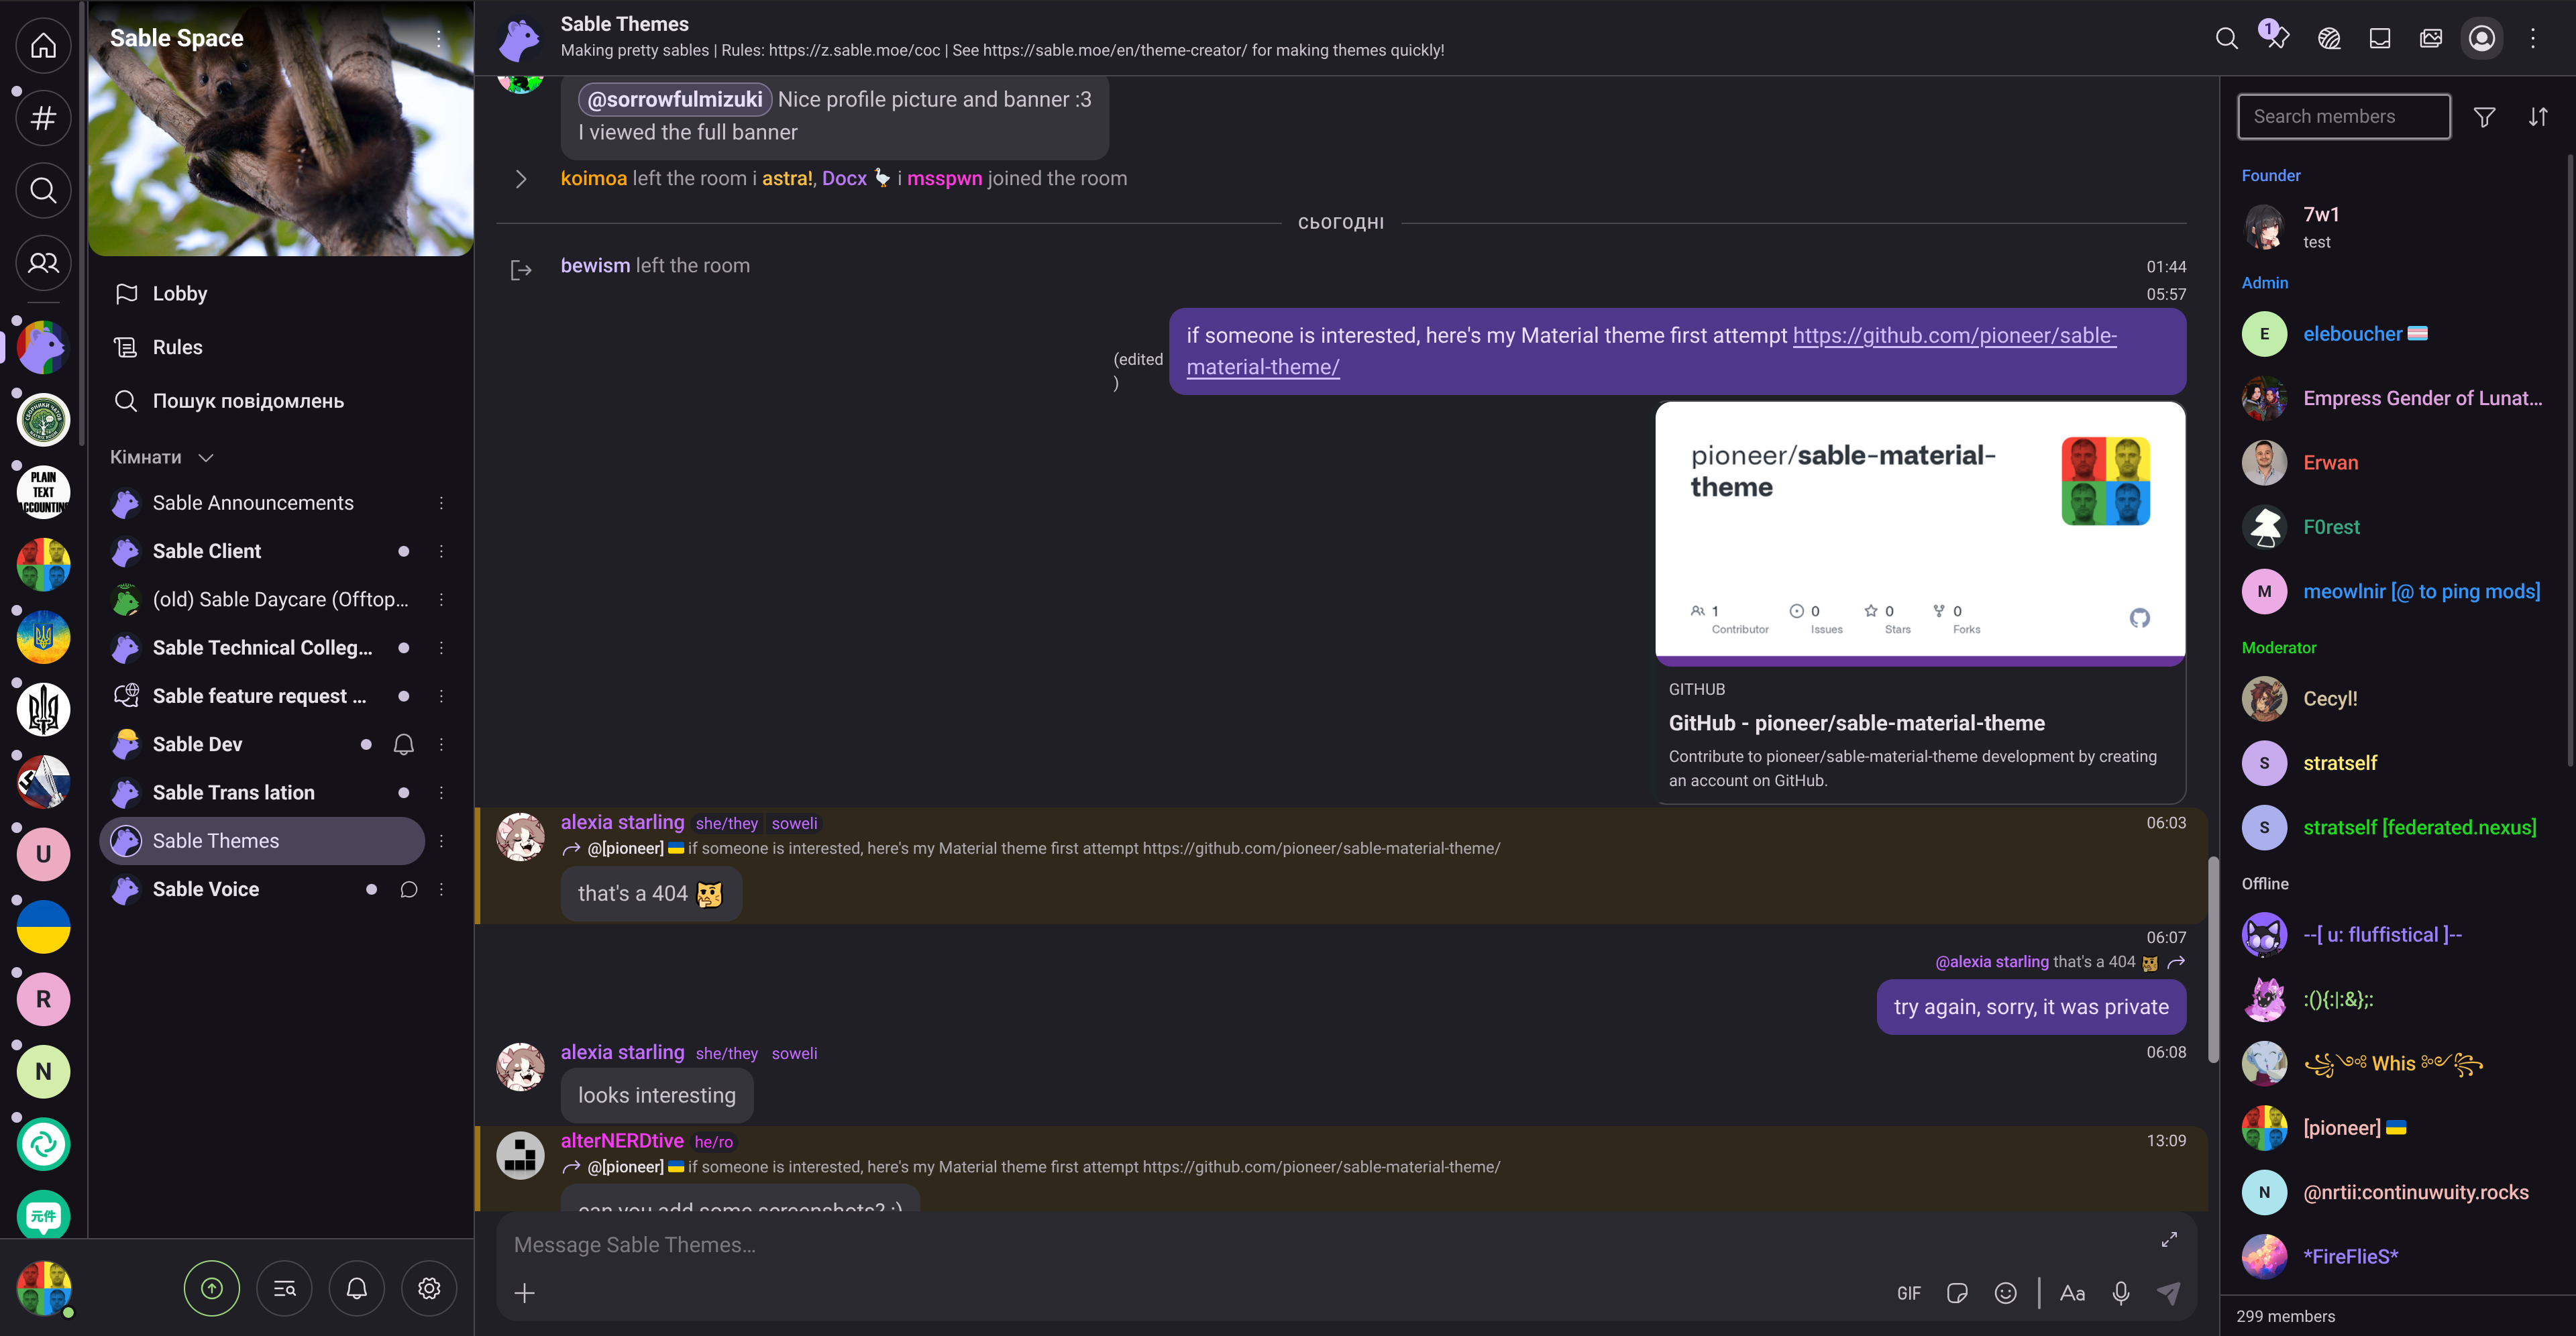 Sable Space
Lobby
Rules
Пошук повідомлень
Кімнати
Sable Announcements
Sable Client
(old) Sable Daycare (Offtop...
Sable Technical Colleg...
Sable feature request ...
Sable Dev
Sable Trans lation
Sable Themes
Sable Voice
PLAIN
TEXT
ACCOUNTING
U
R
N
元件
Sable Themes
Making pretty sables | Rules: https://z.sable.moe/coc | See https://sable.moe/en/theme-creator/ for making themes quickly!
1
@sorrowfulmizuki Nice profile picture and banner :3
I viewed the full banner
koimoa left the room і astra!, Docx 🪿 і msspwn joined the room
СЬОГОДНІ
bewism left the room
01:44
05:57
if someone is interested, here's my Material theme first attempt https://github.com/pioneer/sable-
material-theme/
(edited
)
pioneer/sable-material-
theme
1
Contributor
0
Issues
0
Stars
0
Forks
GITHUB
GitHub - pioneer/sable-material-theme
Contribute to pioneer/sable-material-theme development by creating
an account on GitHub.
alexia starling she/they soweli
06:03
@[pioneer] 🇺🇦 if someone is interested, here's my Material theme first attempt https://github.com/pioneer/sable-material-theme/
that's a 404
06:07
@alexia starling that's a 404
try again, sorry, it was private
alexia starling she/they soweli
06:08
looks interesting
alterNERDtive he/ro
13:09
@[pioneer] 🇺🇦 if someone is interested, here's my Material theme first attempt https://github.com/pioneer/sable-material-theme/
can you add some screenshots? :)
Message Sable Themes...
GIF
Aa
Search members
Founder
7w1
test
Admin
E
eleboucher 🏳️‍⚧️
Empress Gender of Lunat...
Erwan
F0rest
M
meowlnir [@ to ping mods]
Moderator
Cecyl!
S
stratself
S
stratself [federated.nexus]
Offline
--[ u: fluffistical ]--
:(){:|:&};:
Whis
[pioneer] 🇺🇦
N
@nrtii:continuwuity.rocks
*FireFlieS*
299 members